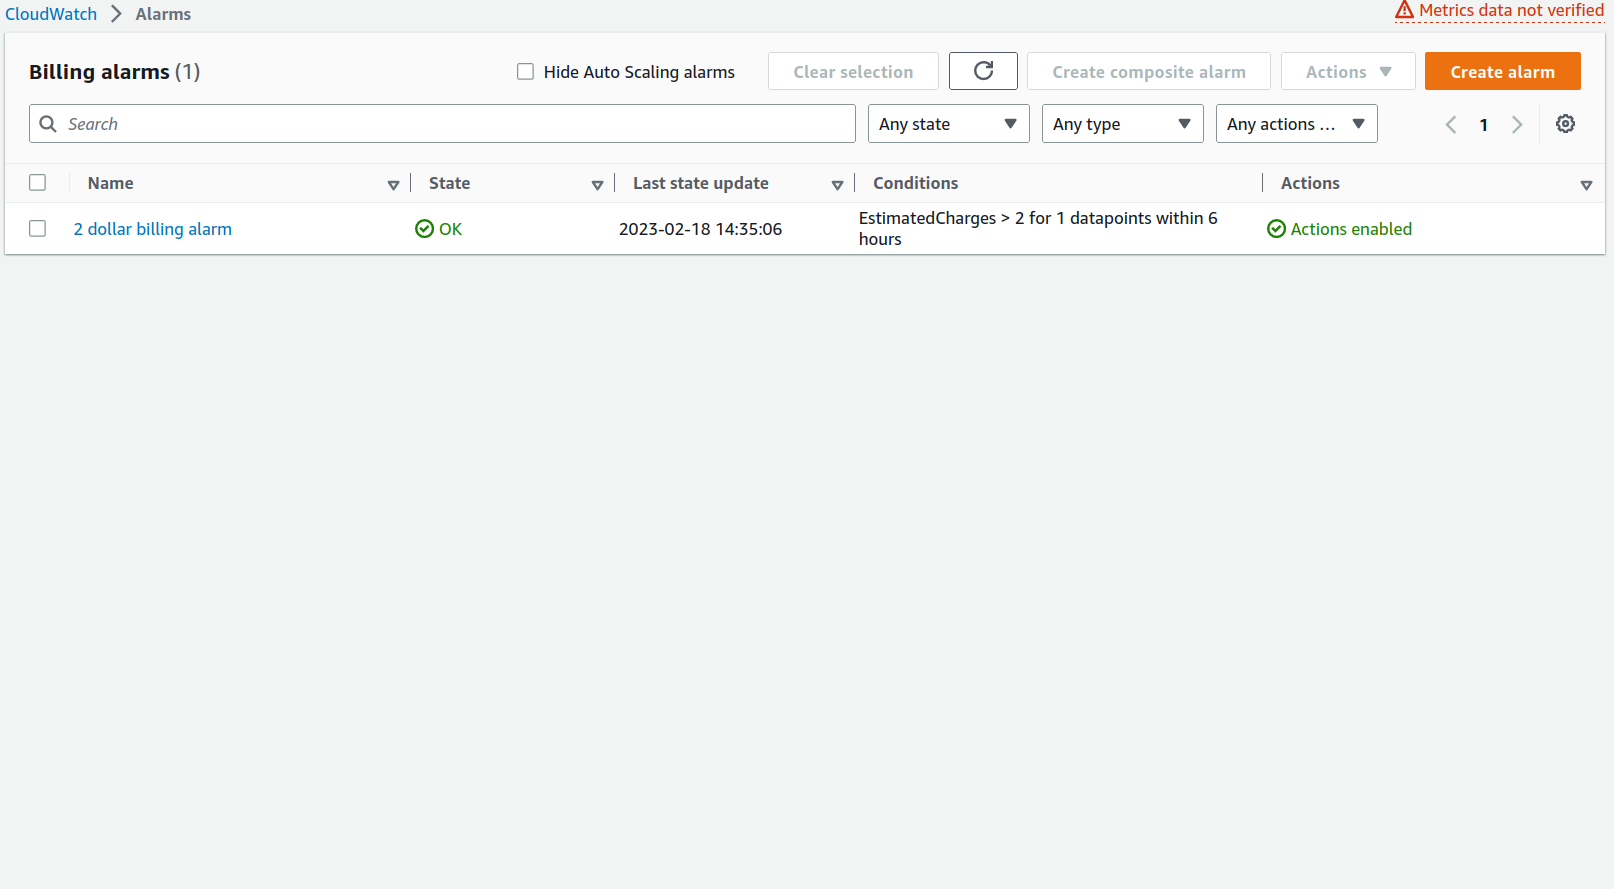 CloudWatch
Alarms
Metrics data not verified
Billing alarms (1)
Hide Auto Scaling alarms
Clear selection
Create composite alarm
Actions
Create alarm
Search
Any state
Any type
Any actions ...
1
Name
State
Last state update
Conditions
Actions
2 dollar billing alarm
OK
2023-02-18 14:35:06
EstimatedCharges > 2 for 1 datapoints within 6
hours
Actions enabled